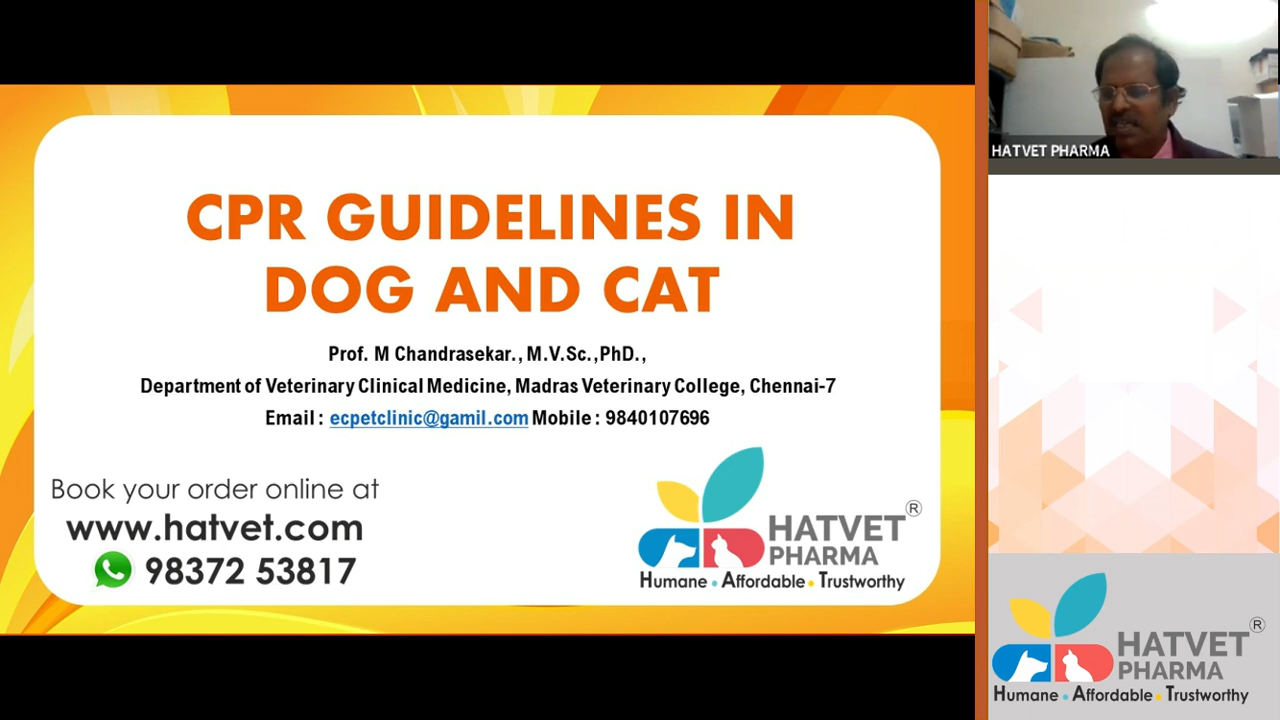 CPR GUIDELINES IN
DOG AND CAT
Prof. M Chandrasekar., M.V.Sc.,PhD.,
Department of Veterinary Clinical Medicine, Madras Veterinary College, Chennai-7
Email : ecpetclinic@gamil.com Mobile : 9840107696
Book your order online at
www.hatvet.com
98372 53817
HATVET®
PHARMA
Humane • Affordable • Trustworthy
HATVET PHARMA
HATVET®
PHARMA
Humane • Affordable • Trustworthy